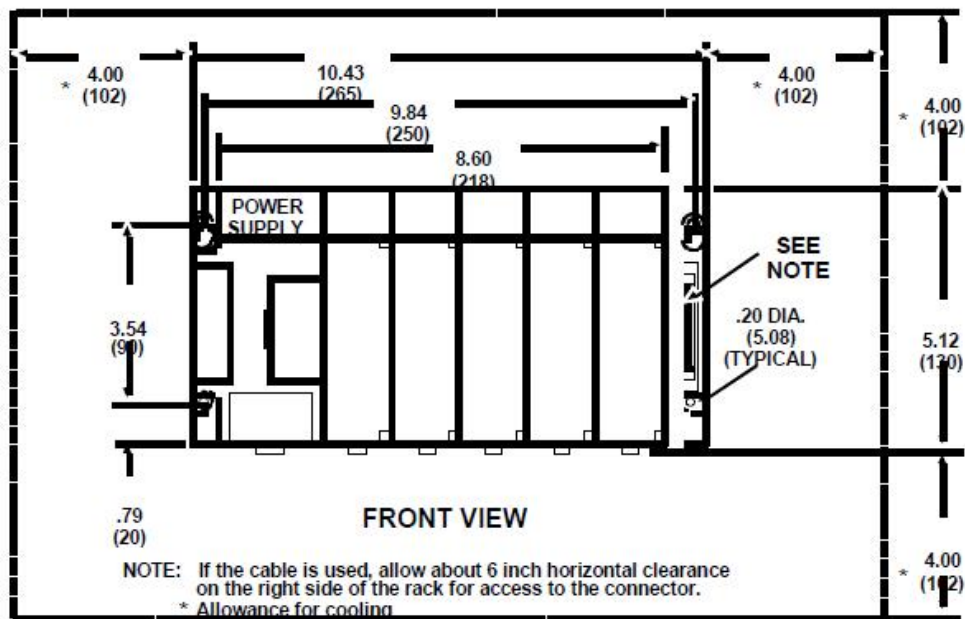 4.00
* (102)
10.43
(265)
4.00
* (102)
9.84
(250)
4.00
* (102)
8.60
(218)
POWER
SUPPLY
SEE
NOTE
.20 DIA.
(5.08)
(TYPICAL)
3.54
(90)
5.12
(130)
.79
(20)
FRONT VIEW
4.00
* (102)
NOTE: If the cable is used, allow about 6 inch horizontal clearance
on the right side of the rack for access to the connector.
* Allowance for cooling